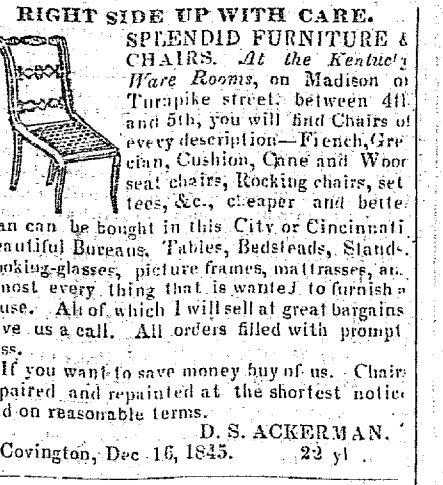 RIGHT SIDE UP WITH CARE.
SPLENDID FURNITURE &
CHAIRS. At the Kentucky
Ware Rooms, on Madison or
Turnpike street, between 4th
and 5th, you will find Chairs of
every description—French, Gre-
cian, Cushion, Cane and Wood
seat chairs, Rocking chairs, set
tees, &c., cheaper and bette
an can be bought in this City or Cincinnati
eautiful Bureaus, Tables, Bedsteads, Stands,
ooking-glasses, picture frames, mattrasses, an
most every thing that is wanted to furnish a
use. All of which I will sell at great bargains
ve us a call. All orders filled with prompt
ss.
If you want to save money buy of us. Chairs
paired and repainted at the shortest notice
d on reasonable terms.
D. S. ACKERMAN.
Covington, Dec 16, 1845. 22 yl